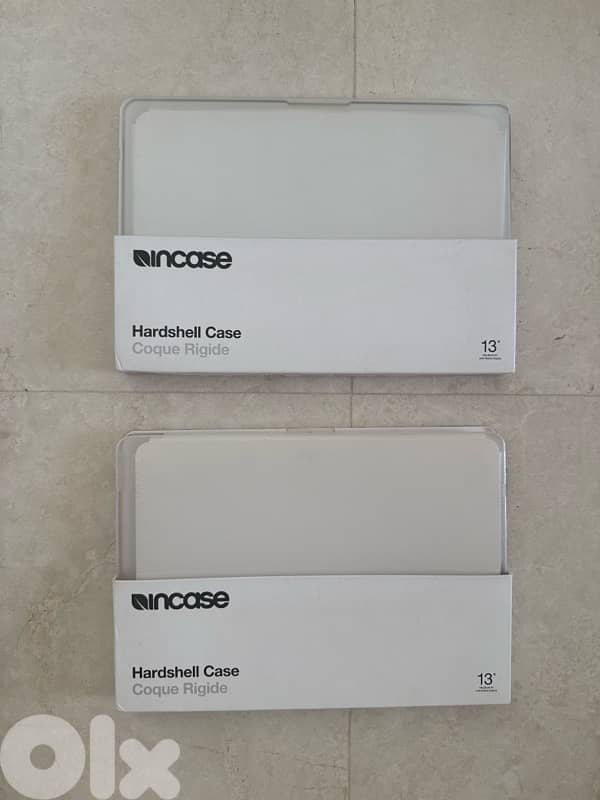 incase
Hardshell Case
Coque Rigide
13"
incase
Hardshell Case
Coque Rigide
13"
Olx